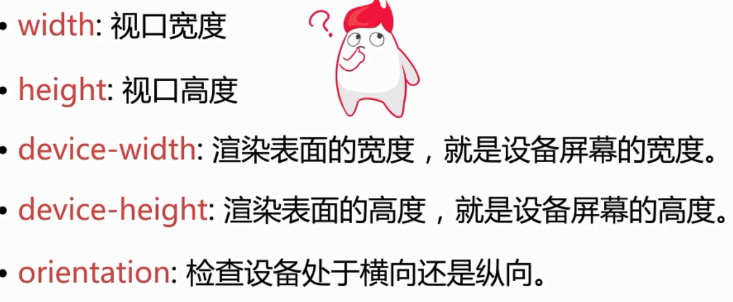 • width: 视口宽度
• height: 视口高度
• device-width: 渲染表面的宽度，就是设备屏幕的宽度。
• device-height: 渲染表面的高度，就是设备屏幕的高度。
• orientation: 检查设备处于横向还是纵向。
?